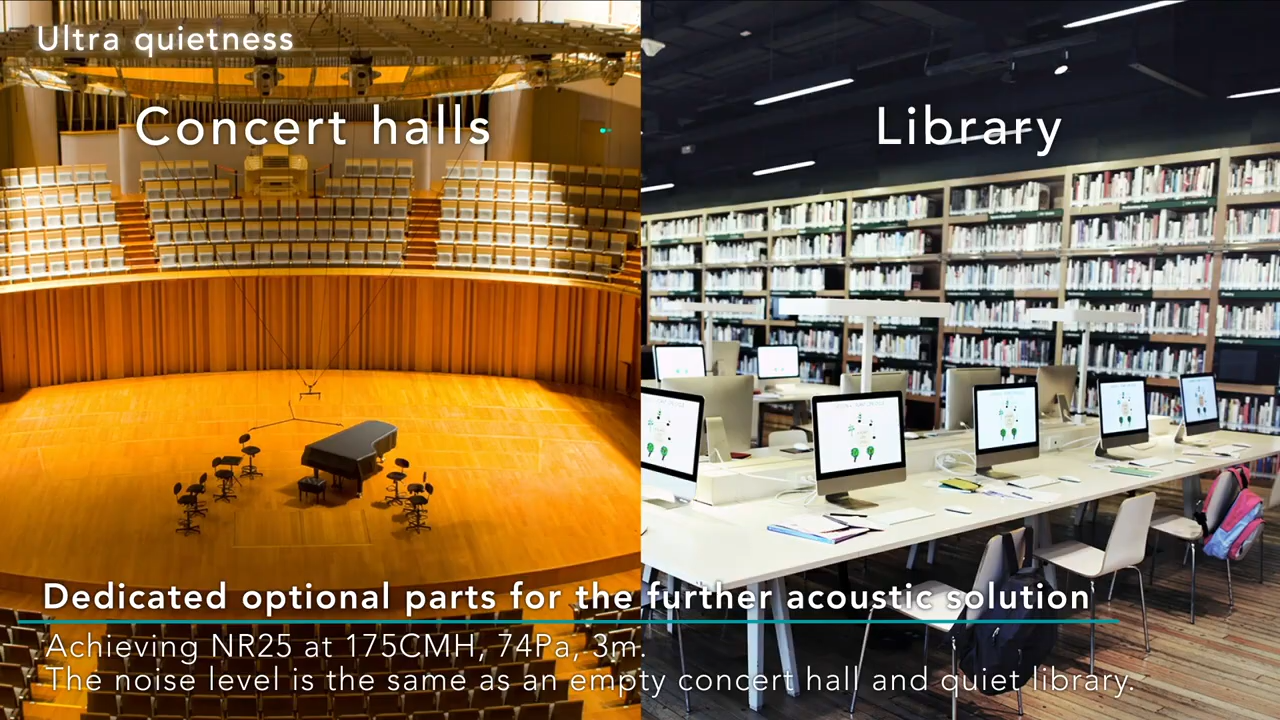 Ultra quietness
Concert halls
Library
Dedicated optional parts for the further acoustic solution
Achieving NR25 at 175CMH, 74Pa, 3m.
The noise level is the same as an empty concert hall and quiet library.